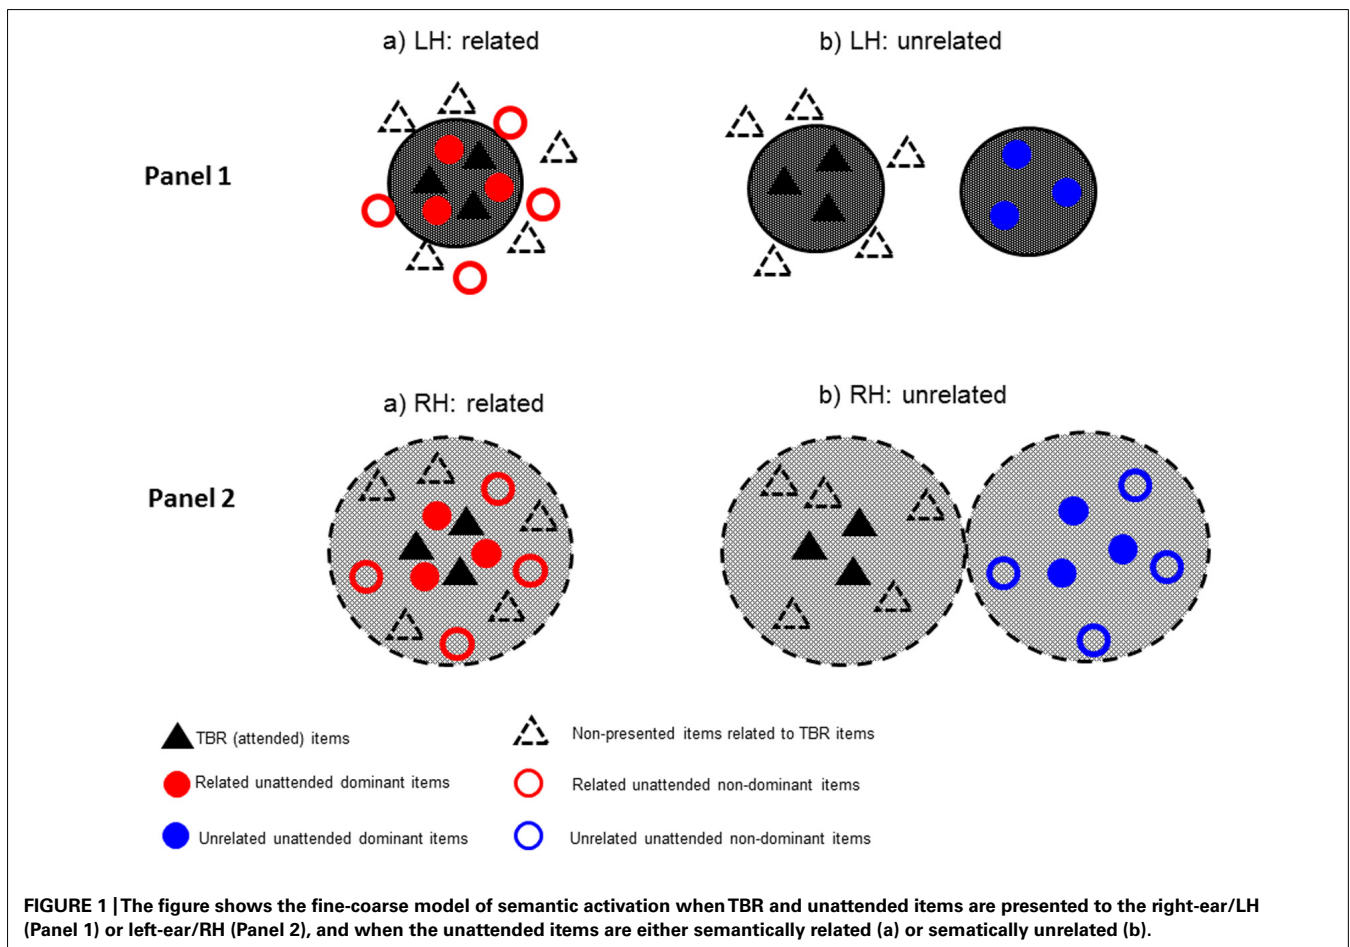 a) LH: related
b) LH: unrelated
Panel 1
a) RH: related
b) RH: unrelated
Panel 2
TBR (attended) items
Non-presented items related to TBR items
Related unattended dominant items
Related unattended non-dominant items
Unrelated unattended dominant items
Unrelated unattended non-dominant items
FIGURE 1 | The figure shows the fine-coarse model of semantic activation when TBR and unattended items are presented to the right-ear/LH
(Panel 1) or left-ear/RH (Panel 2), and when the unattended items are either semantically related (a) or sematically unrelated (b).